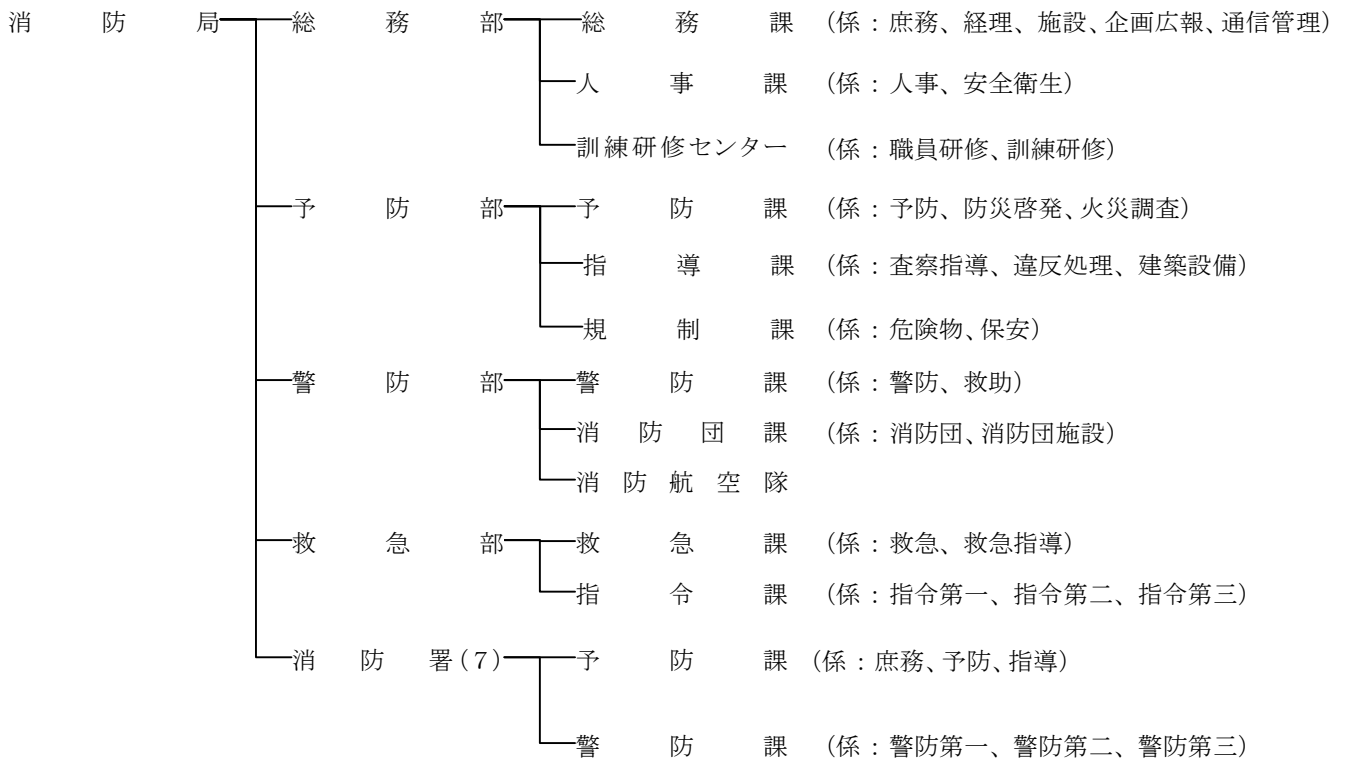 消防局 総務部 総務課 (係:庶務、経理、施設、企画広報、通信管理)
人事課 (係:人事、安全衛生)
訓練研修センター (係:職員研修、訓練研修)
予防部 予防課 (係:予防、防災啓発、火災調査)
指導課 (係:査察指導、違反処理、建築設備)
規制課 (係:危険物、保安)
警防部 警防課 (係:警防、救助)
消防団課 (係:消防団、消防団施設)
消防航空隊
救急部 救急課 (係:救急、救急指導)
指令課 (係:指令第一、指令第二、指令第三)
消防署(7) 予防課 (係:庶務、予防、指導)
警防課 (係:警防第一、警防第二、警防第三)